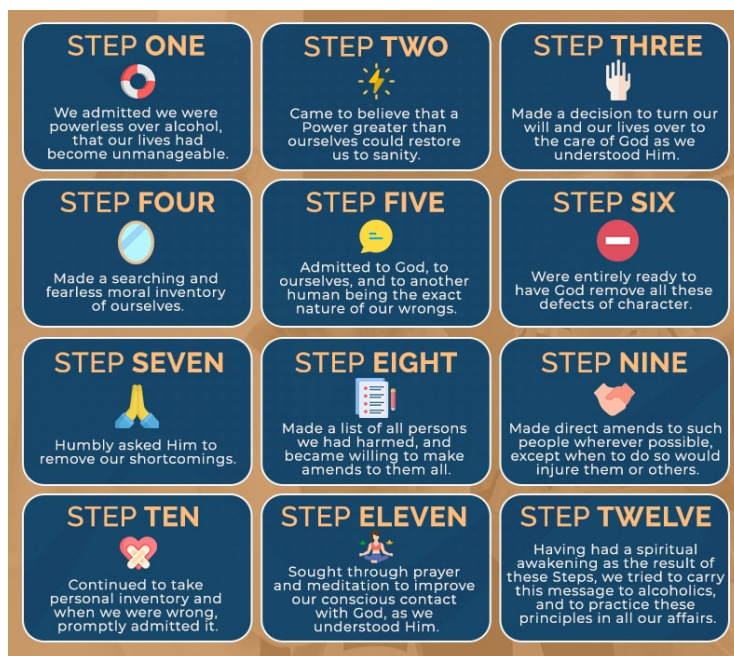 STEP ONE
We admitted we were
powerless over alcohol,
that our lives had
become unmanageable.
STEP TWO
Came to believe that a
Power greater than
ourselves could restore
us to sanity.
STEP THREE
Made a decision to turn our
will and our lives over to
the care of God as we
understood Him.
STEP FOUR
Made a searching and
fearless moral inventory
of ourselves.
STEP FIVE
Admitted to God, to
ourselves, and to another
human being the exact
nature of our wrongs.
STEP SIX
Were entirely ready to
have God remove all these
defects of character.
STEP SEVEN
Humbly asked Him to
remove our shortcomings.
STEP EIGHT
Made a list of all persons
we had harmed, and
became willing to make
amends to them all.
STEP NINE
Made direct amends to such
people wherever possible,
except when to do so would
injure them or others.
STEP TEN
Continued to take
personal inventory and
when we were wrong,
promptly admitted it.
STEP ELEVEN
Sought through prayer
and meditation to improve
our conscious contact
with God, as we
understood Him.
STEP TWELVE
Having had a spiritual
awakening as the result of
these Steps, we tried to carry
this message to alcoholics,
and to practice these
principles in all our affairs.